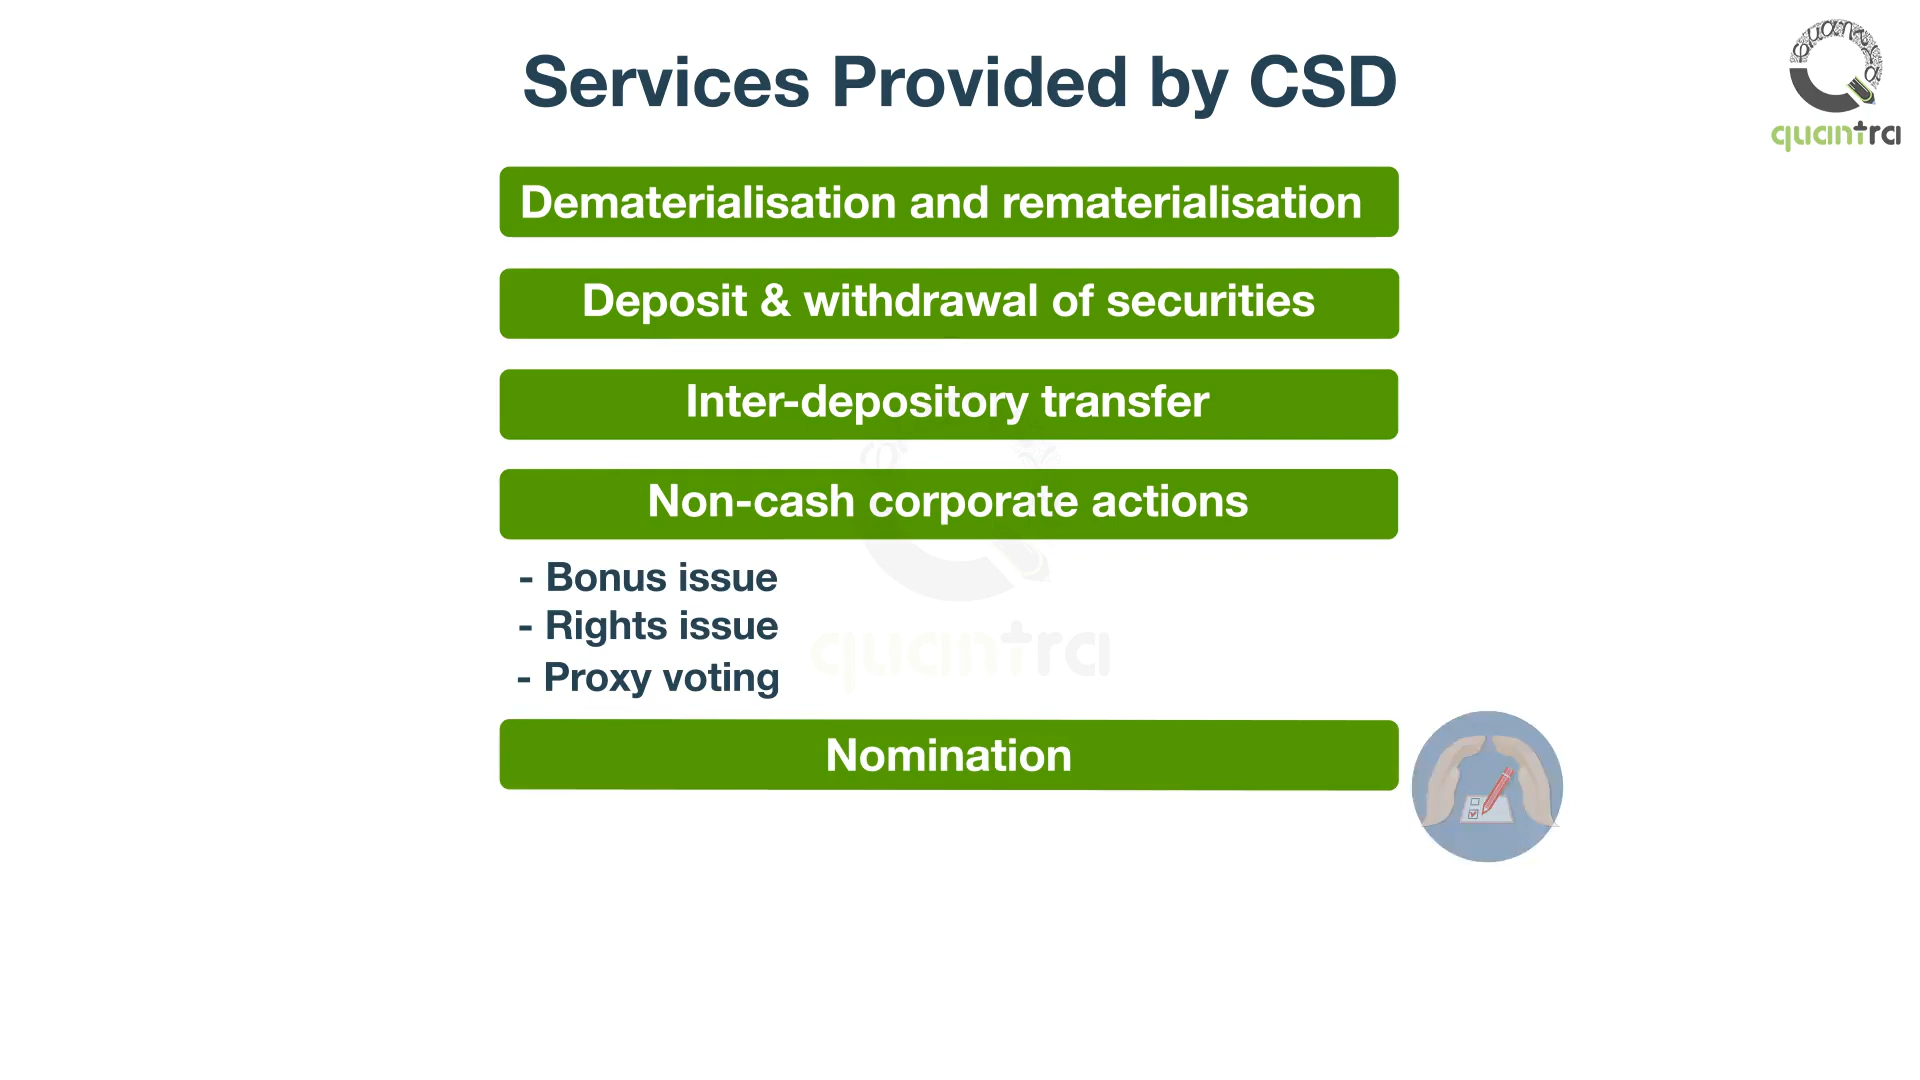 Services Provided by CSD
quantra
Dematerialisation and rematerialisation
Deposit & withdrawal of securities
Inter-depository transfer
Non-cash corporate actions
- Bonus issue
- Rights issue
- Proxy voting
quantra
Nomination